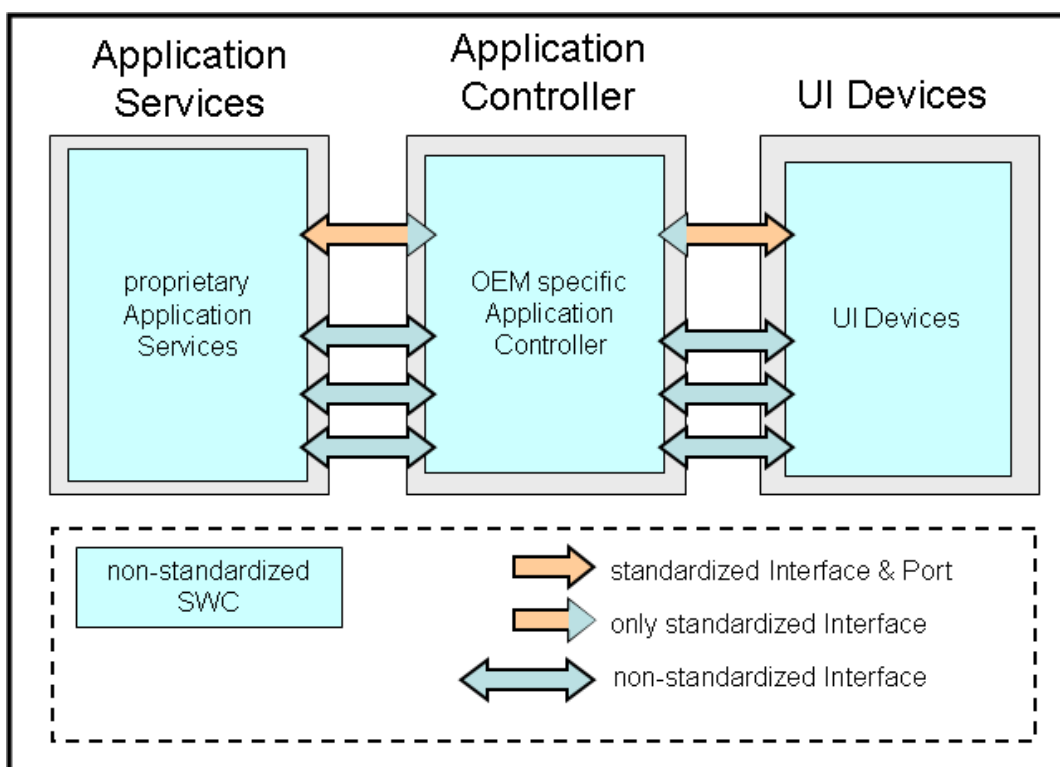 Application
Services
Application
Controller
UI Devices
proprietary
Application
Services
OEM specific
Application
Controller
UI Devices
non-standardized
SWC
standardized Interface & Port
only standardized Interface
non-standardized Interface